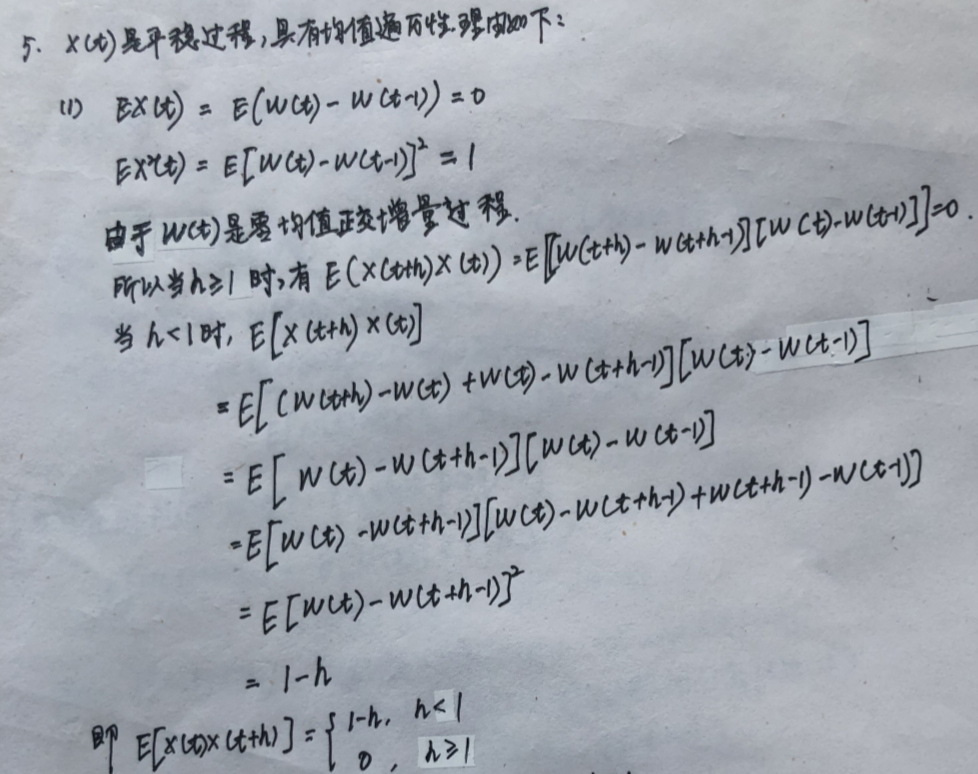 5. X(t)是平稳过程,具有均值遍历性.理由如下:
(1) EX(t) = E(W(t) - W(t-1)) = 0
EX²(t) = E[W(t)-W(t-1)]² = 1
由于W(t)是零均值正交增量过程.
所以当h≥1时,有 E(X(t+h)X(t)) = E[[W(t+h)-W(t+h-1)][W(t)-W(t-1)]]=0.
当h<1时, E[X(t+h)X(t)]
= E[(W(t+h)-W(t)+W(t)-W(t+h-1)][W(t)-W(t-1)]
= E[W(t)-W(t+h-1)][W(t)-W(t-1)]
= E[W(t)-W(t+h-1)][W(t)-W(t+h-1)+W(t+h-1)-W(t-1)]
= E[W(t)-W(t+h-1)]²
= 1-h
即 E[X(t)X(t+h)] = { 1-h, h<1
0, h≥1